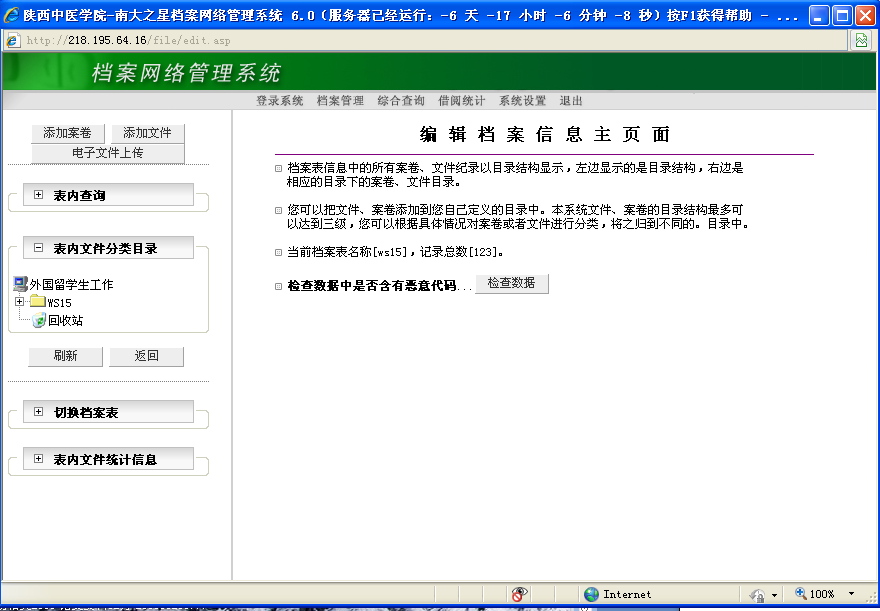 陕西中医学院-南大之星档案网络管理系统 6.0（服务器已经运行：-6 天 -17 小时 -6 分钟 -8 秒）按F1获得帮助 - ...
http://218.195.64.16/file/edit.asp
档案网络管理系统
登录系统 档案管理 综合查询 借阅统计 系统设置 退出
添加案卷 添加文件
电子文件上传
表内查询
表内文件分类目录
外国留学生工作
WS15
回收站
刷新 返回
切换档案表
表内文件统计信息
编辑档案信息主页面
档案表信息中的所有案卷、文件纪录以目录结构显示，左边显示的是目录结构，右边是
相应的目录下的案卷、文件目录。
您可以把文件、案卷添加到您自己定义的目录中。本系统文件、案卷的目录结构最多可
以达到三级，您可以根据具体情况对案卷或者文件进行分类，将之归到不同的。目录中。
当前档案表名称[ws15]，记录总数[123]。
检查数据中是否含有恶意代码... 检查数据
Internet 100%